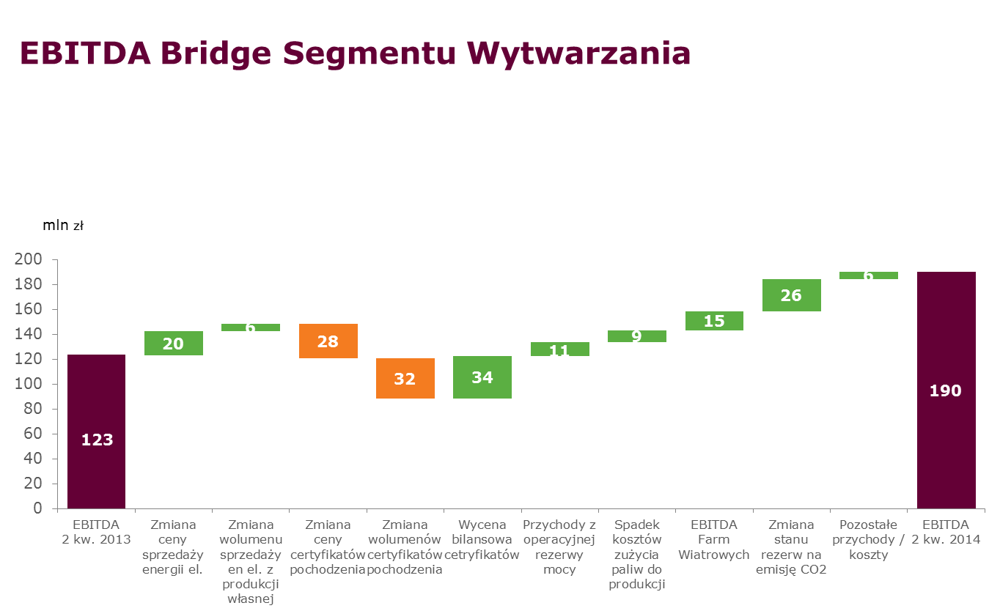 EBITDA Bridge Segmentu Wytwarzania
mln zł
200
180
160
140
120
100
80
60
40
20
0
123
20
6
28
32
34
11
9
15
26
6
190
EBITDA
2 kw. 2013
Zmiana
ceny
sprzedaży
energii el.
Zmiana
wolumenu
sprzedaży
en el. z
produkcji
własnej
Zmiana
ceny
certyfikatów
pochodzenia
Zmiana
wolumenów
certyfikatów
pochodzenia
Wycena
bilansowa
cetryfikatów
Przychody z
operacyjnej
rezerwy
mocy
Spadek
kosztów
zużycia
paliw do
produkcji
EBITDA
Farm
Wiatrowych
Zmiana
stanu
rezerw na
emisję CO2
Pozostałe
przychody /
koszty
EBITDA
2 kw. 2014